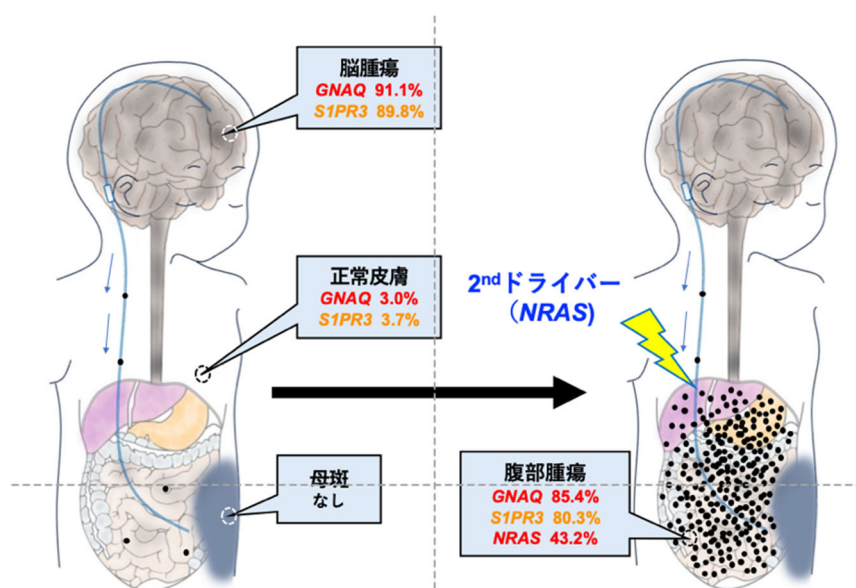 脳腫瘍
GNAQ 91.1%
S1PR3 89.8%
正常皮膚
GNAQ 3.0%
S1PR3 3.7%
母斑
なし
2ndドライバー
（NRAS）
腹部腫瘍
GNAQ 85.4%
S1PR3 80.3%
NRAS 43.2%